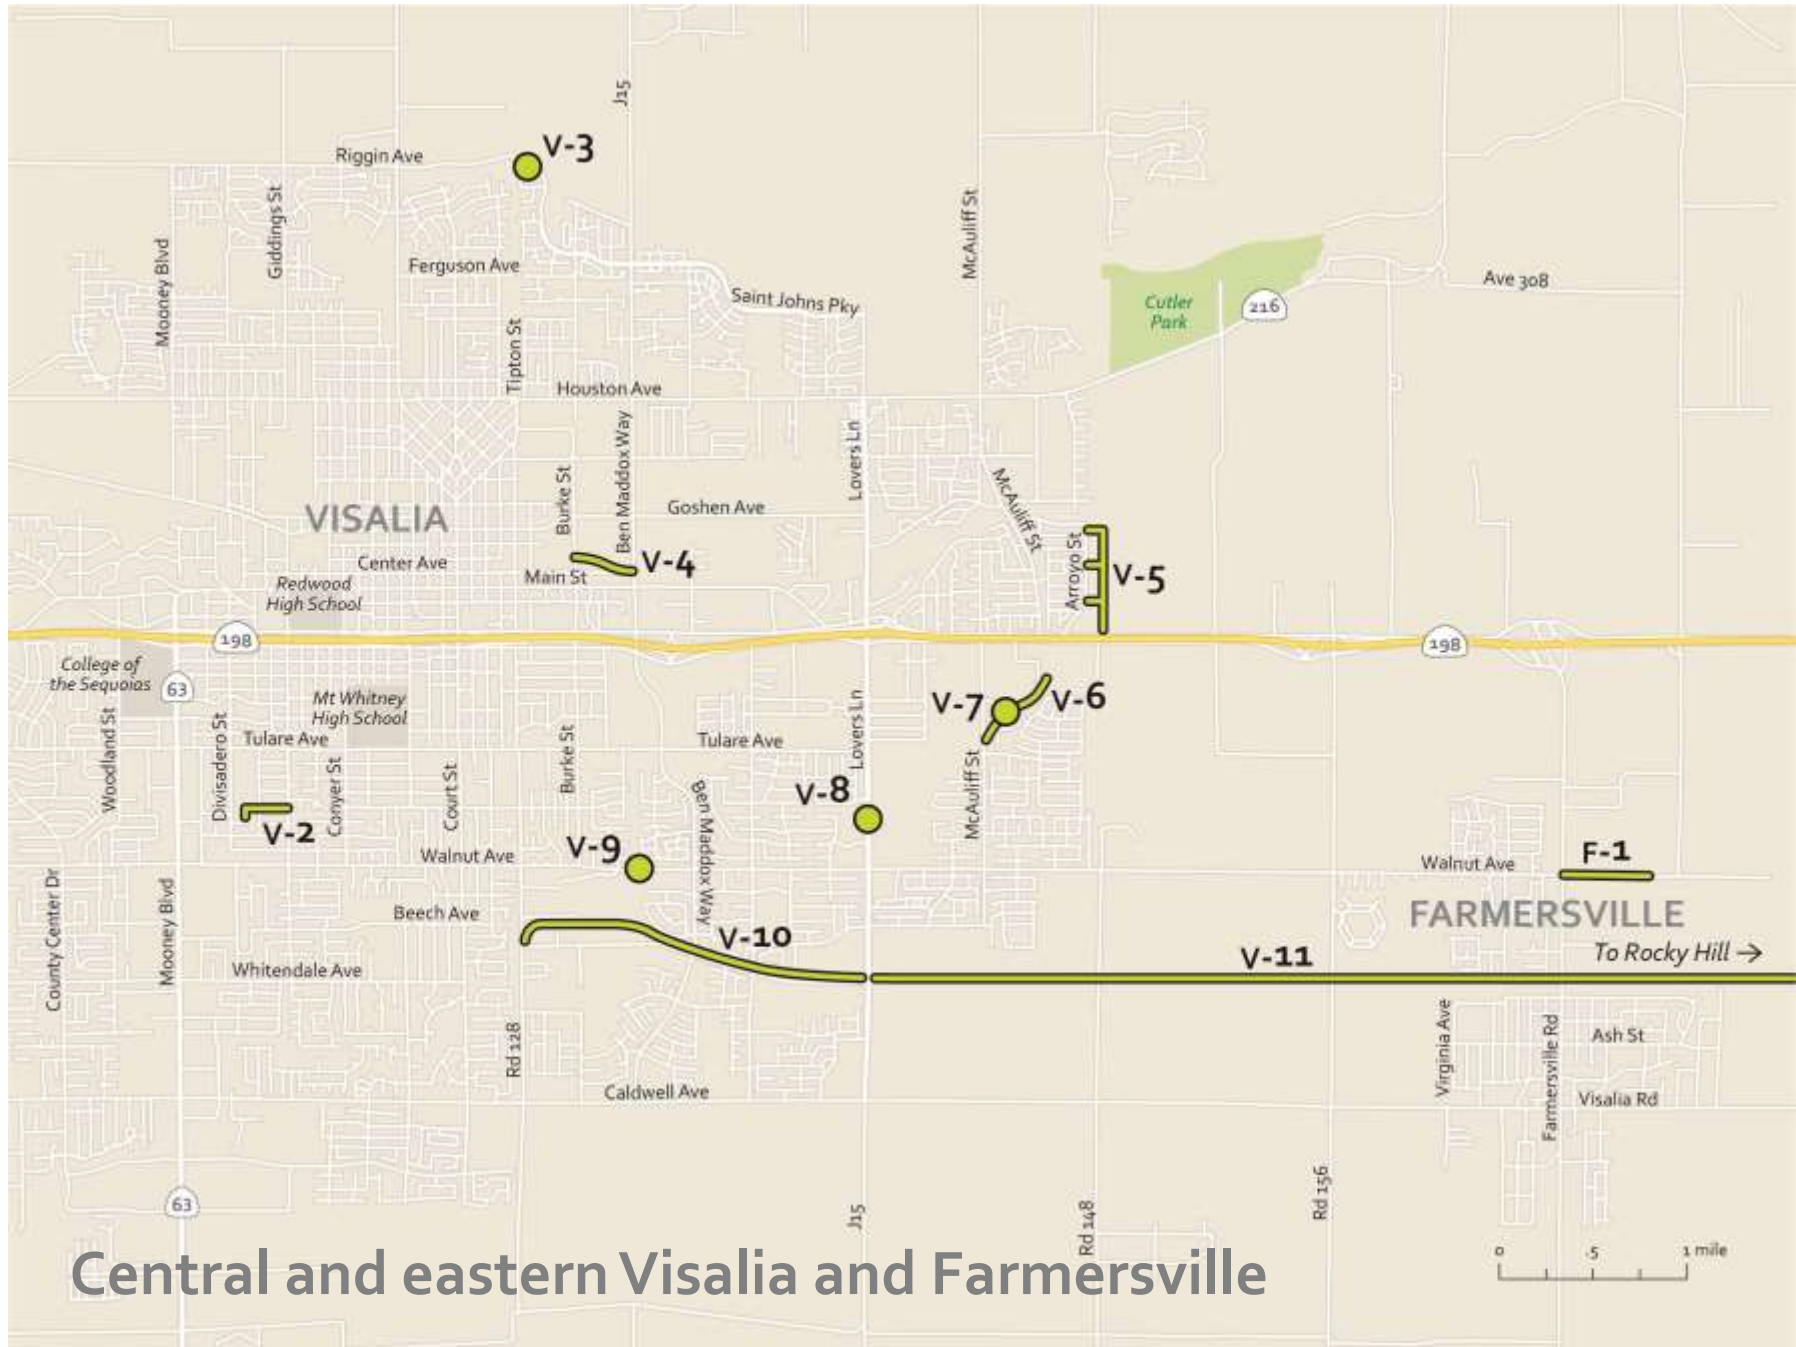 J15
V-3
Riggin Ave
Giddings St
McAuliff St
Mooney Blvd
Ferguson Ave
Saint Johns Pky
Cutler
Park
216
Ave 308
Tipton St
Houston Ave
Lovers Ln
Ben Maddox Way
Burke St
McAuliff St
Goshen Ave
VISALIA
Center Ave
Main St
V-4
Arroyo St
V-5
Redwood
High School
198
198
College of
the Sequoias
63
Mt Whitney
High School
V-7
V-6
Lovers Ln
Woodland St
Divisadero St
Tulare Ave
Burke St
Tulare Ave
Conyer St
Court St
McAuliff St
V-8
V-2
Ben Maddox Way
V-9
Walnut Ave
Walnut Ave
F-1
County Center Dr
Mooney Blvd
Beech Ave
FARMERSVILLE
V-10
V-11
To Rocky Hill →
Whitendale Ave
Rd 128
Virginia Ave
Farmersville Rd
Ash St
Caldwell Ave
Visalia Rd
63
J15
Rd 148
Rd 156
0 .5 1 mile
Central and eastern Visalia and Farmersville